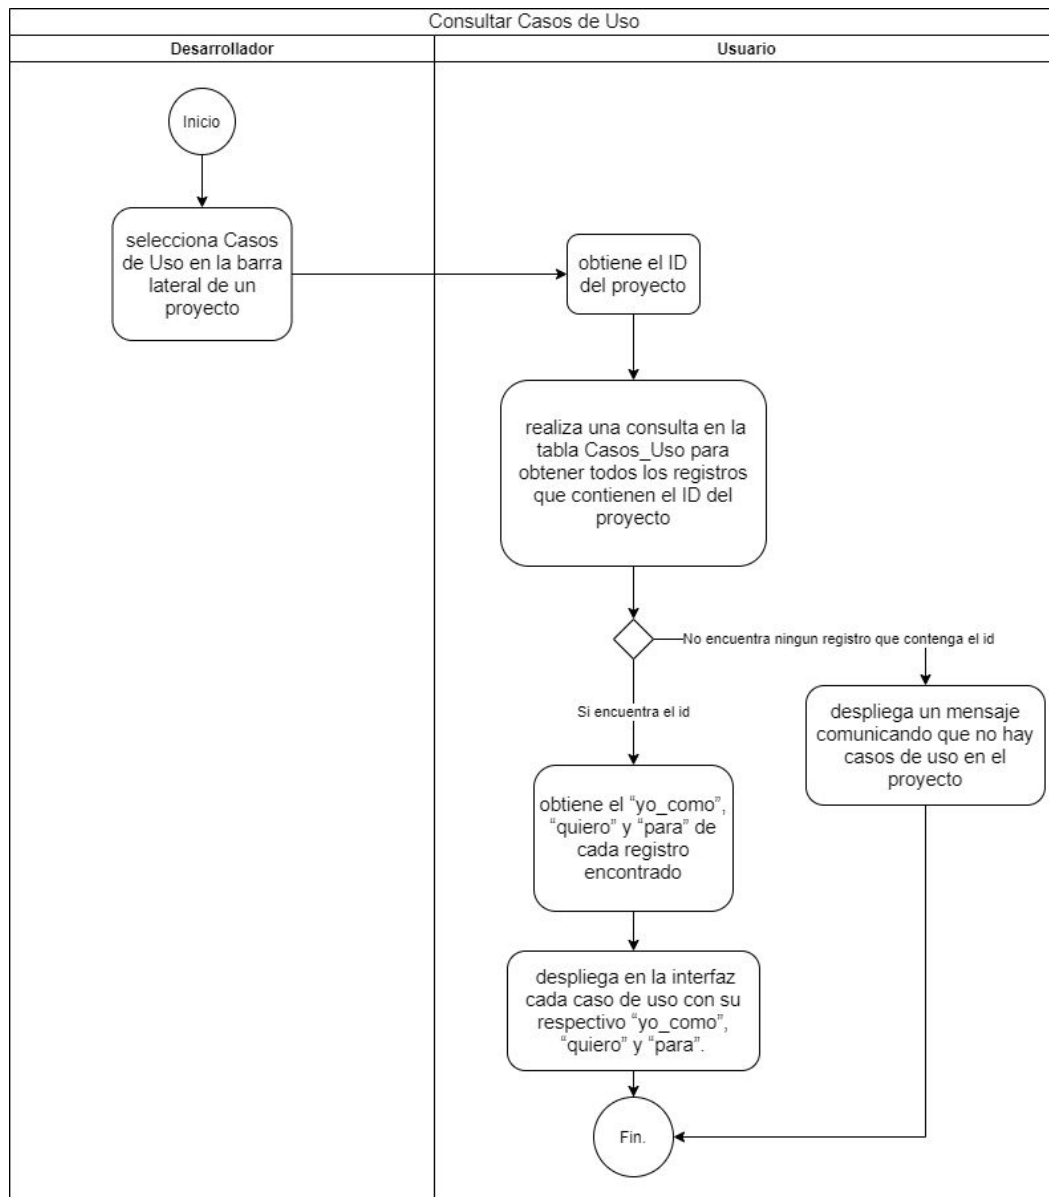 Consultar Casos de Uso
Desarrollador
Usuario
Inicio
selecciona Casos
de Uso en la barra
lateral de un
proyecto
obtiene el ID
del proyecto
realiza una consulta en la
tabla Casos_Uso para
obtener todos los registros
que contienen el ID del
proyecto
No encuentra ningun registro que contenga el id
Si encuentra el id
despliega un mensaje
comunicando que no hay
casos de uso en el
proyecto
obtiene el “yo_como”,
“quiero” y “para” de
cada registro
encontrado
despliega en la interfaz
cada caso de uso con su
respectivo “yo_como”,
“quiero” y “para”.
Fin.